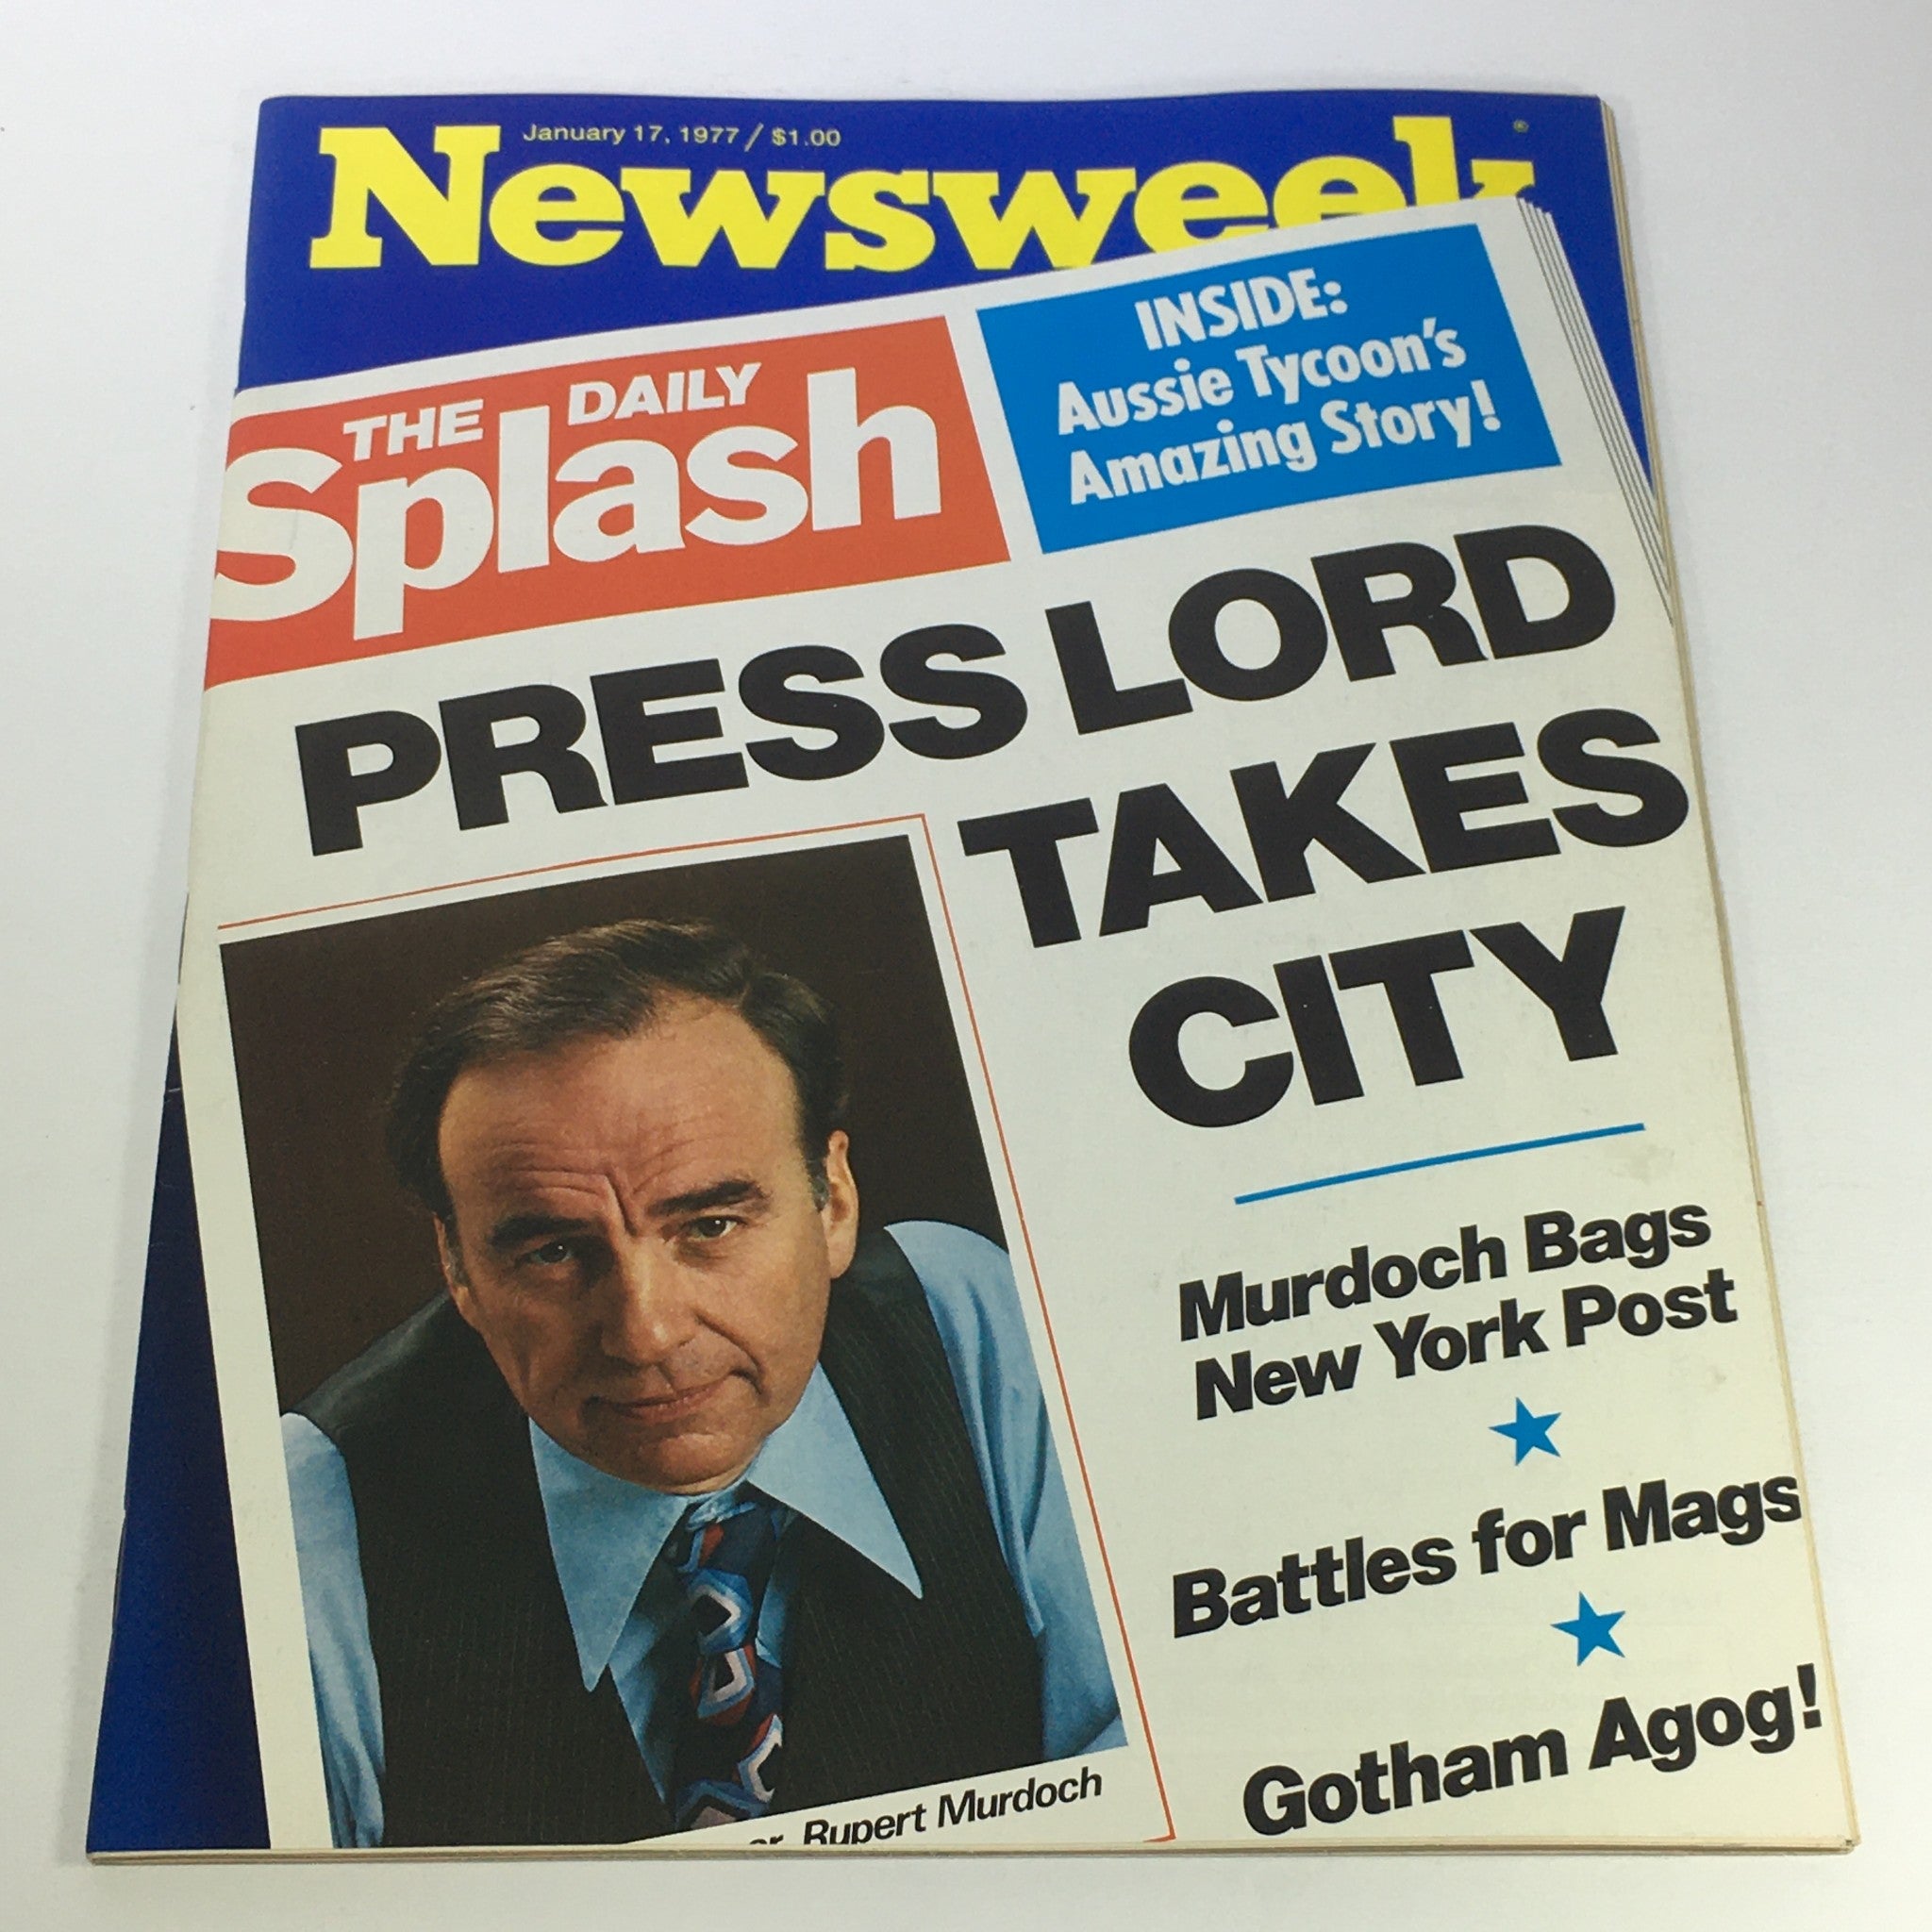 January 17, 1977 / $1.00
Newsweek
®
INSIDE:
Aussie Tycoon's
Amazing Story!
THE DAILY
Splash
PRESS LORD
TAKES
CITY
Murdoch Bags
New York Post
Battles for Mags
Gotham Agog!
Rupert Murdoch